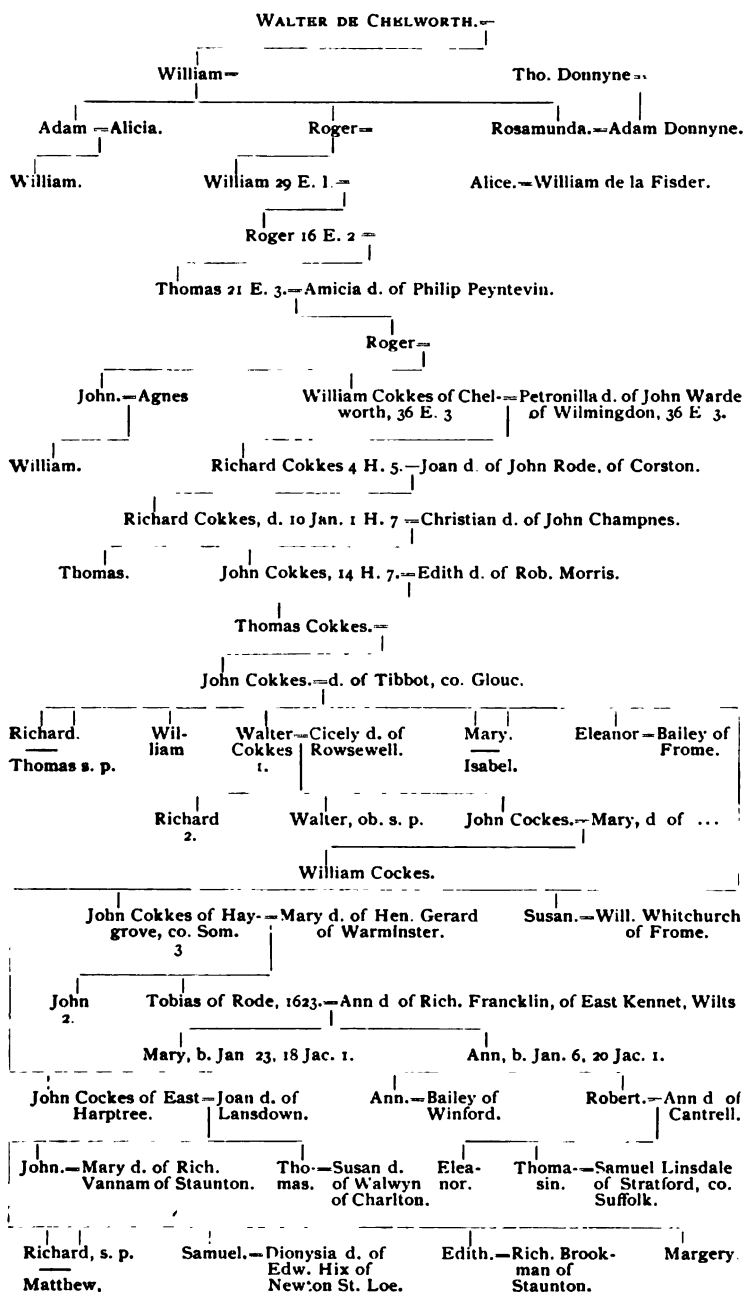 WALTER DE CHELWORTH.=
William= Tho. Donnyne=
Adam =Alicia. Roger= Rosamunda.=Adam Donnyne.
William. William 29 E. 1.= Alice.=William de la Fisder.
Roger 16 E. 2 =
Thomas 21 E. 3.=Amicia d. of Philip Peyntevin.
Roger=
John.=Agnes William Cokkes of Chel-=Petronilla d. of John Warde
worth, 36 E. 3 of Wilmingdon, 36 E 3.
William. Richard Cokkes 4 H. 5.=Joan d. of John Rode, of Corston.
Richard Cokkes, d. 10 Jan. 1 H. 7 =Christian d. of John Champnes.
Thomas. John Cokkes, 14 H. 7.=Edith d. of Rob. Morris.
Thomas Cokkes.=
John Cokkes.=d. of Tibbot, co. Glouc.
Richard. Wil- Walter=Cicely d. of Mary. Eleanor=Bailey of
liam Cokkes Rowsewell. Frome.
Thomas s. p. 1. Isabel.
Richard Walter, ob. s. p. John Cockes.=Mary, d of ...
2.
William Cockes.
John Cokkes of Hay-=Mary d. of Hen. Gerard Susan.=Will. Whitchurch
grove, co. Som. of Warminster. of Frome.
3
John Tobias of Rode, 1623.=Ann d of Rich. Francklin, of East Kennet, Wilts
2.
Mary, b. Jan 23, 18 Jac. 1. Ann, b. Jan. 6, 20 Jac. 1.
John Cockes of East=Joan d. of Ann.=Bailey of Robert.=Ann d of
Harptree. Lansdown. Winford. Cantrell.
John.=Mary d. of Rich. Tho-=Susan d. Elea- Thoma-=Samuel Linsdale
Vannam of Staunton. mas. of Walwyn nor. sin. of Stratford, co.
of Charlton. Suffolk.
Richard, s. p. Samuel.=Dionysia d. of Edith.=Rich. Brook- Margery
Edw. Hix of man of
Matthew. Newton St. Loe. Staunton.